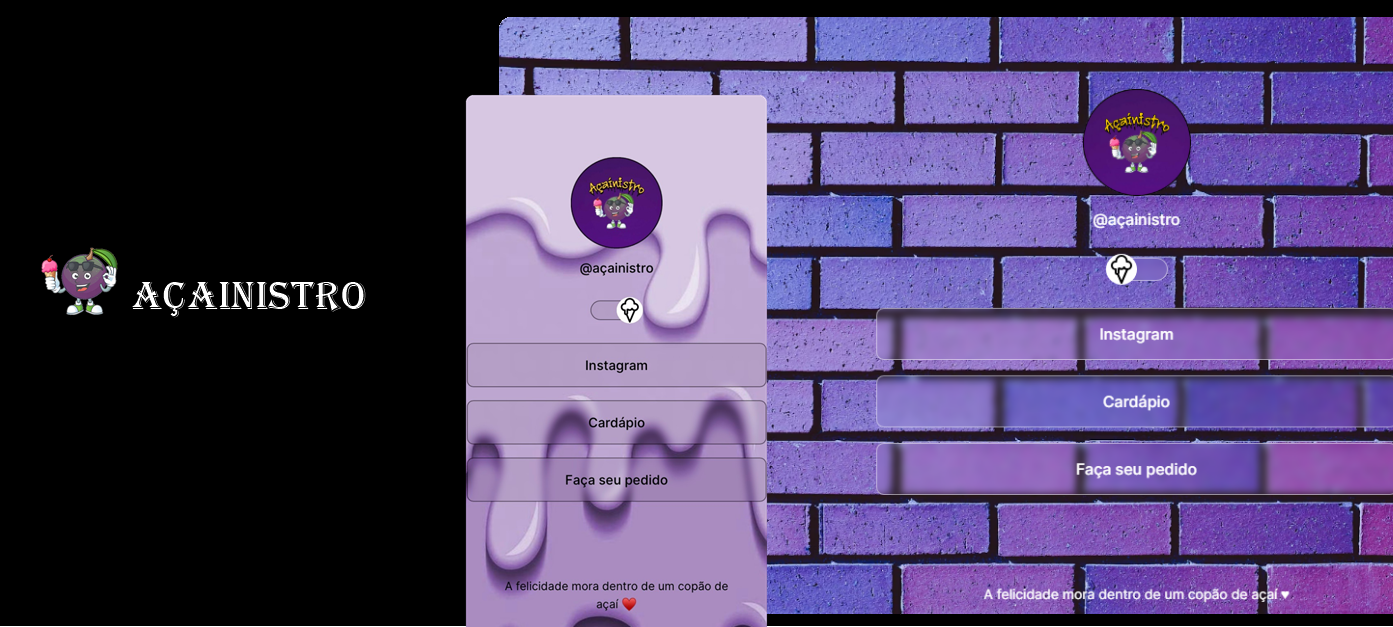 AÇAINISTRO
Açainistro
@açainistro
Instagram
Cardápio
Faça seu pedido
A felicidade mora dentro de um copão de
açaí ♥️
Açainistro
@açainistro
Instagram
Cardápio
Faça seu pedido
A felicidade mora dentro de um copão de açaí ♥